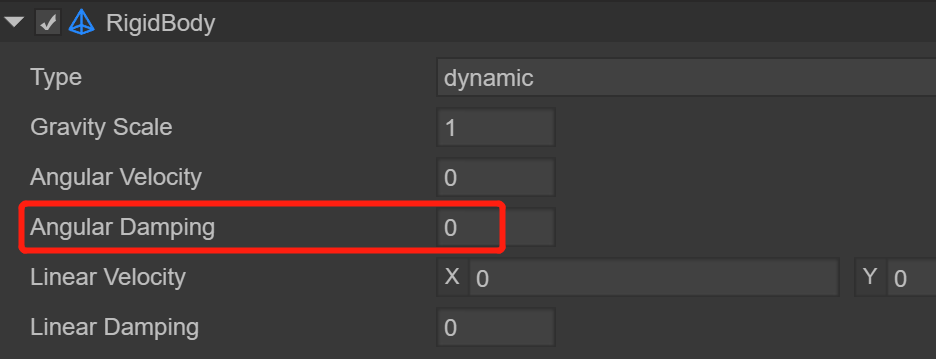 RigidBody
Type dynamic
Gravity Scale 1
Angular Velocity 0
Angular Damping 0
Linear Velocity X 0 Y 0
Linear Damping 0